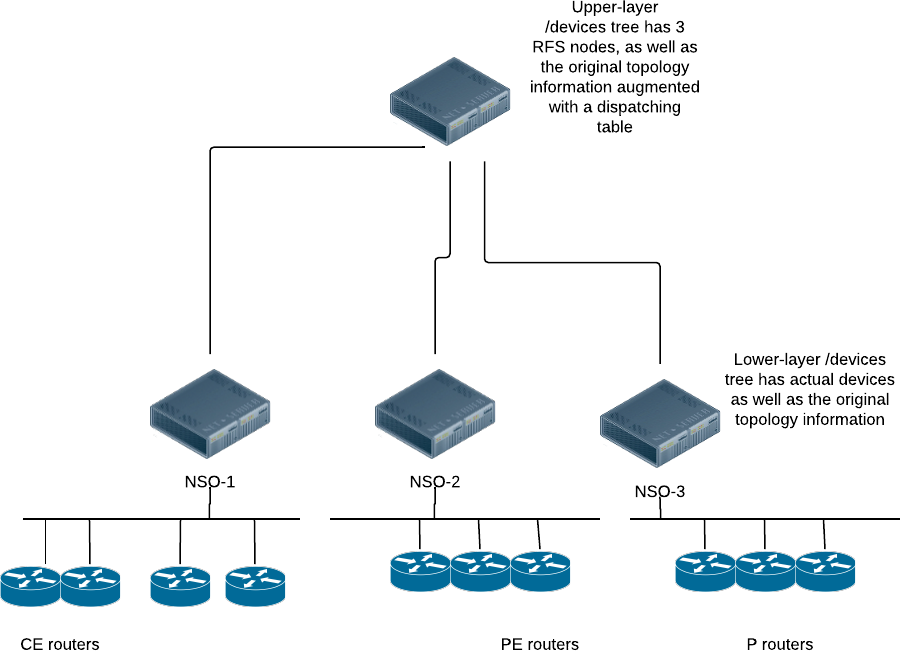 Upper-layer
/devices tree has 3
RFS nodes, as well as
the original topology
information augmented
with a dispatching
table
Lower-layer /devices
tree has actual devices
as well as the original
topology information
NSO-1
NSO-2
NSO-3
CE routers
PE routers
P routers